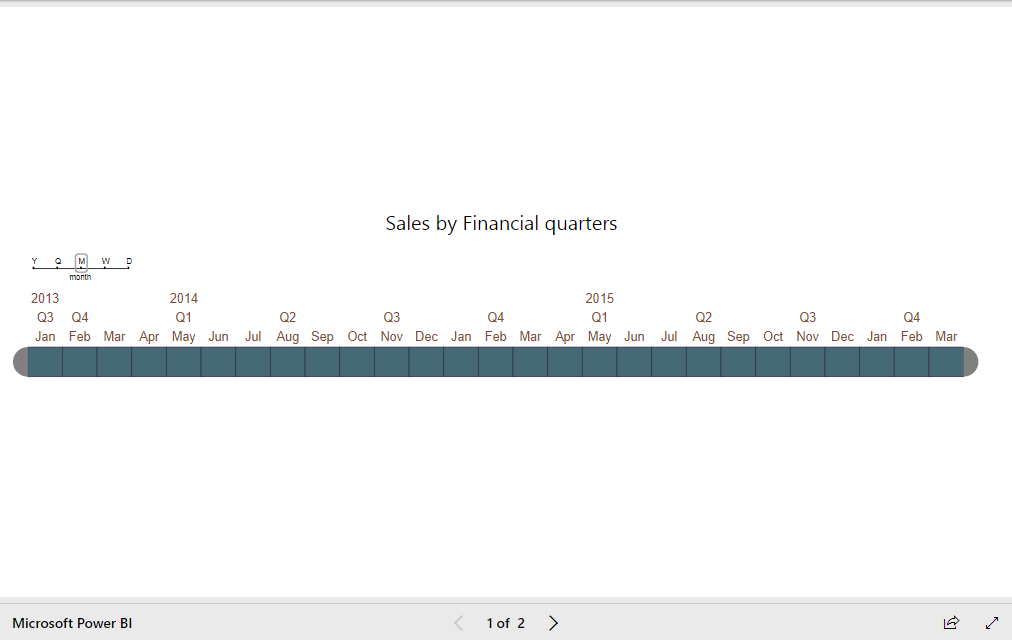 Sales by Financial quarters
Y Q M W D
month
2013 2014 2015
Q3 Q4 Q1 Q2 Q3 Q4 Q1 Q2 Q3 Q4
Jan Feb Mar Apr May Jun Jul Aug Sep Oct Nov Dec Jan Feb Mar Apr May Jun Jul Aug Sep Oct Nov Dec Jan Feb Mar
Microsoft Power BI 1 of 2